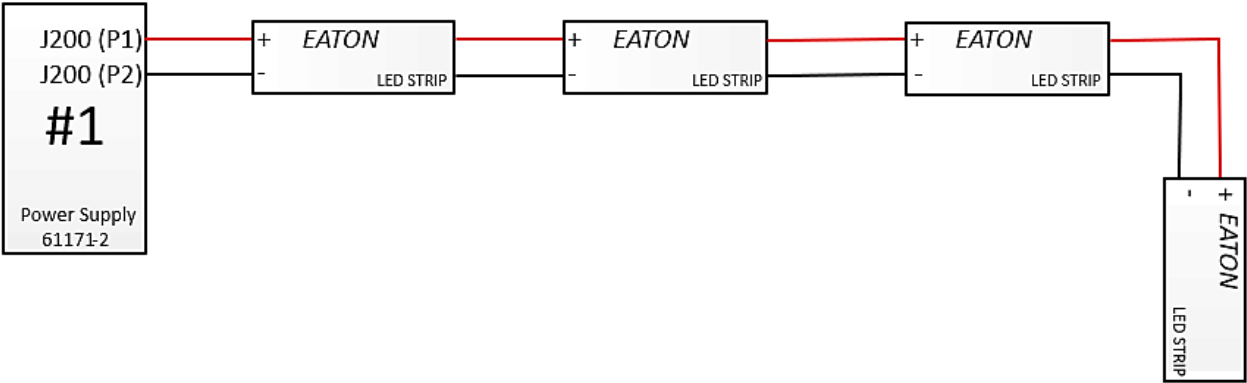 J200 (P1)
J200 (P2)
#1
Power Supply
61171-2
+ EATON
- LED STRIP
+ EATON
- LED STRIP
+ EATON
- LED STRIP
- +
EATON
LED STRIP